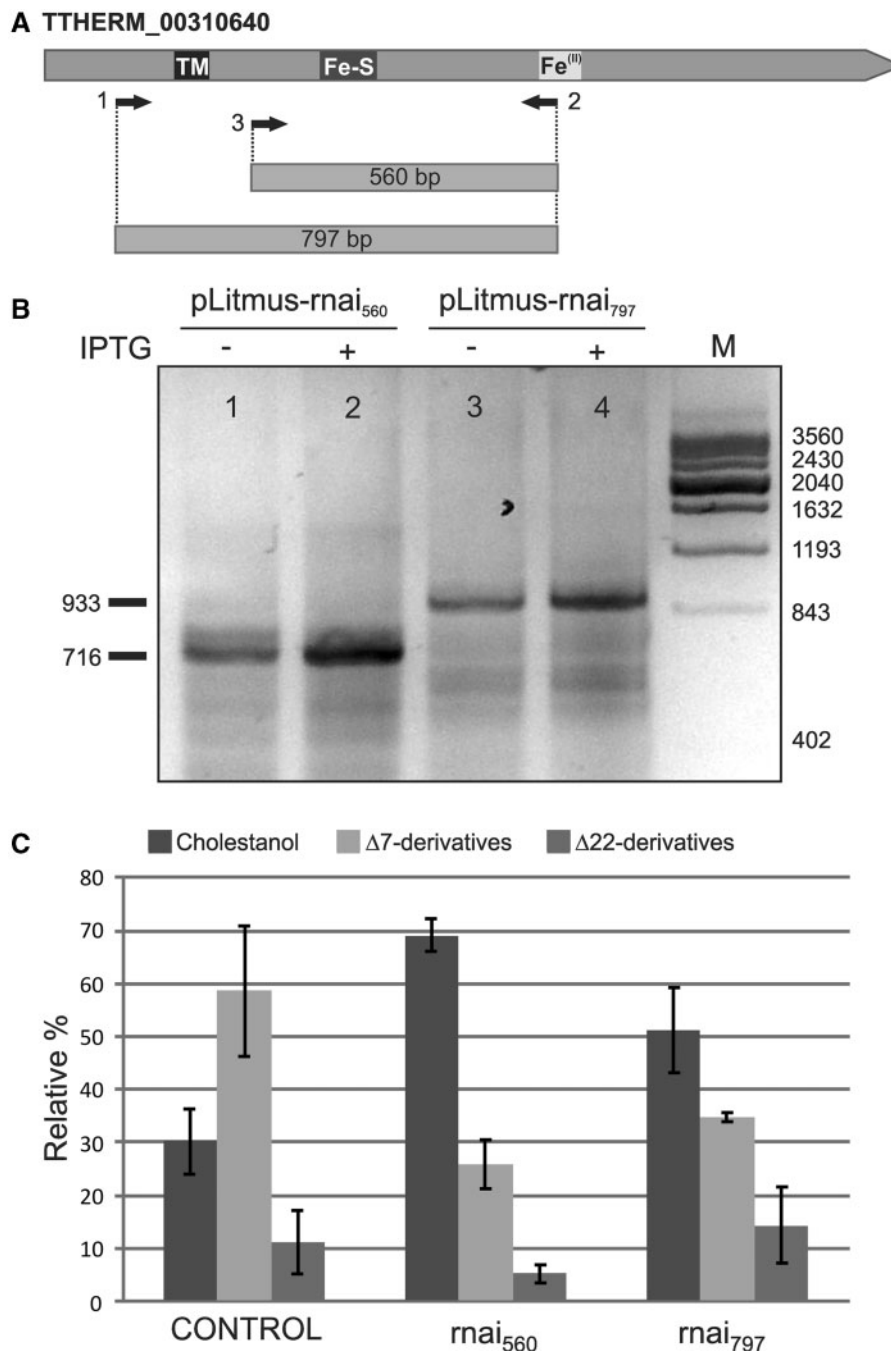 A TTHERM_00310640
TM Fe-S Fe(II)
1 2
3
560 bp
797 bp
B pLitmus-rnai560 pLitmus-rnai797
IPTG - + - + M
1 2 3 4
3560
2430
2040
1632
1193
933
843
716
402
C Cholestanol Δ7-derivatives Δ22-derivatives
80
70
60
50
40
30
20
10
0
Relative %
CONTROL rnai560 rnai797